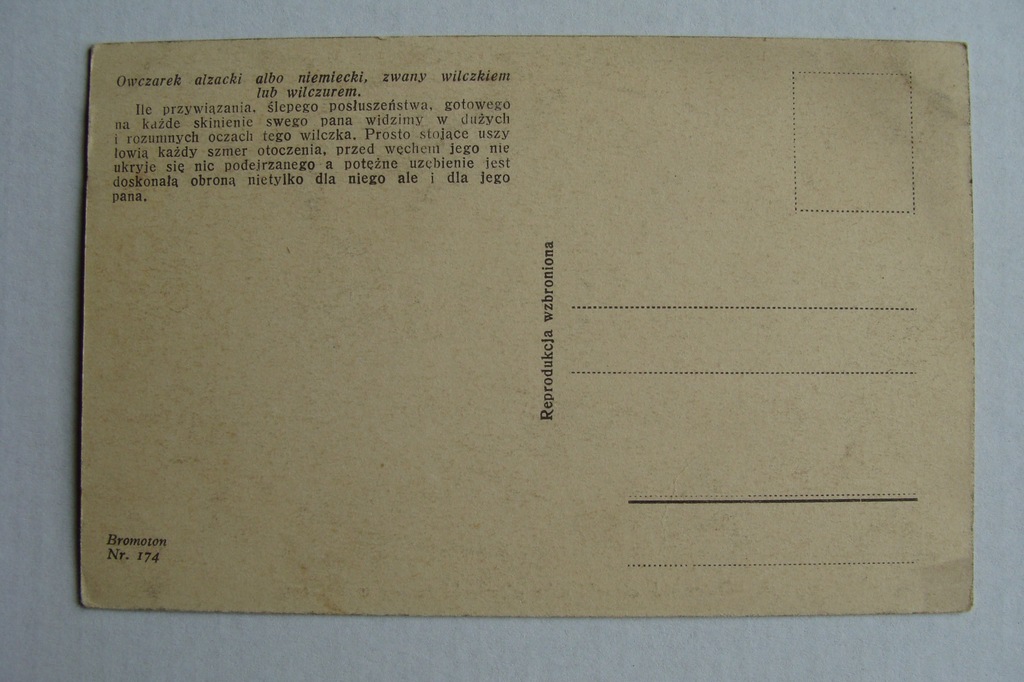 Owczarek alzacki albo niemiecki, zwany wilczkiem
lub wilczurem.
Ile przywiązania, ślepego posłuszeństwa, gotowego
na każde skinienie swego pana widzimy w dużych
i rozumnych oczach tego wilczka. Prosto stojące uszy
łowią każdy szmer otoczenia, przed węchem jego nie
ukryje się nic podejrzanego a potężne uzębienie jest
doskonałą obroną nietylko dla niego ale i dla jego
pana.
Reprodukcja wzbroniona
Bromoton
Nr. 174